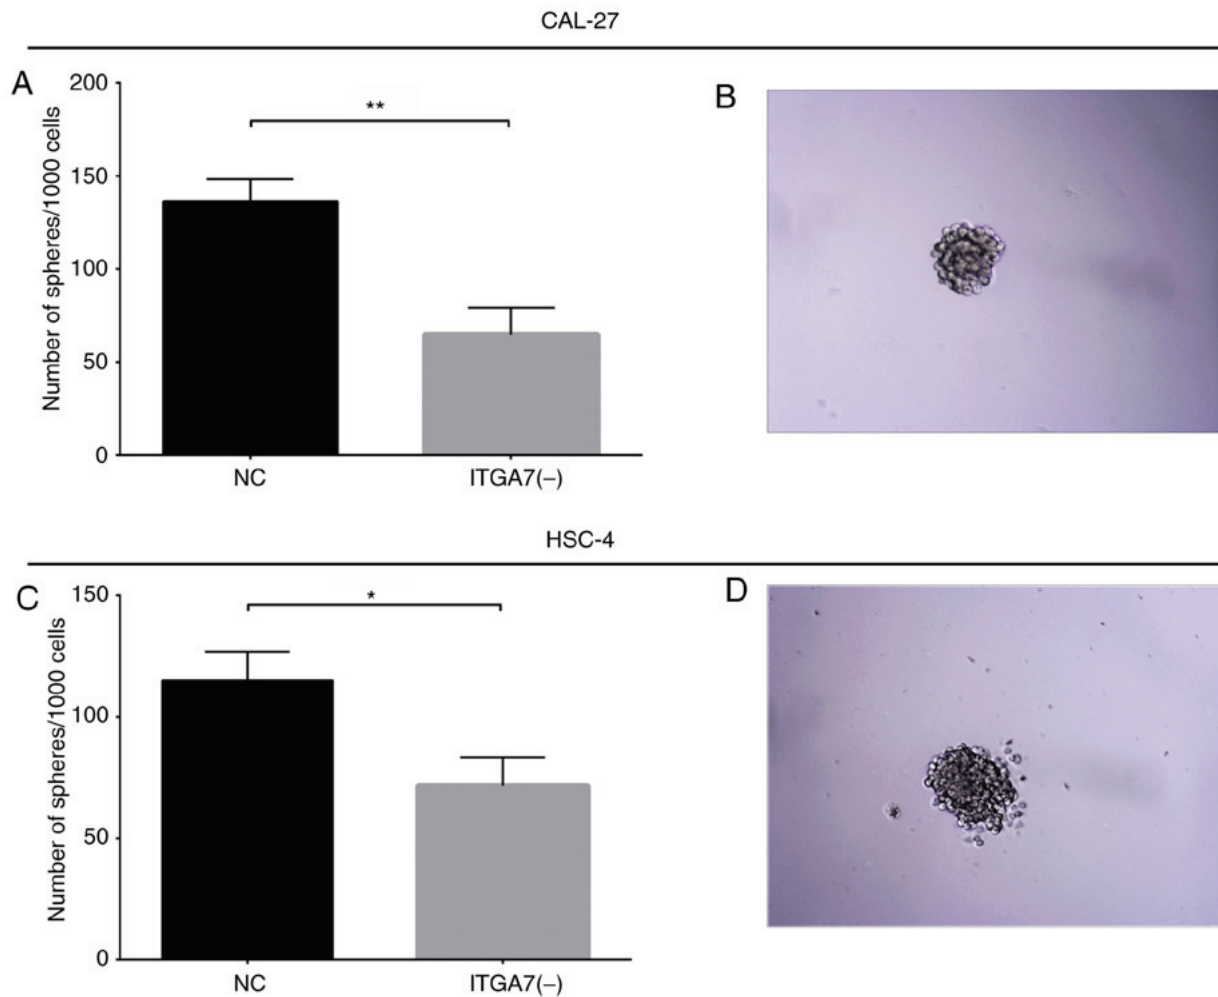 CAL-27
A
Number of spheres/1000 cells
200
150
100
50
0
**
NC
ITGA7(−)
B
HSC-4
C
Number of spheres/1000 cells
150
100
50
0
*
NC
ITGA7(−)
D